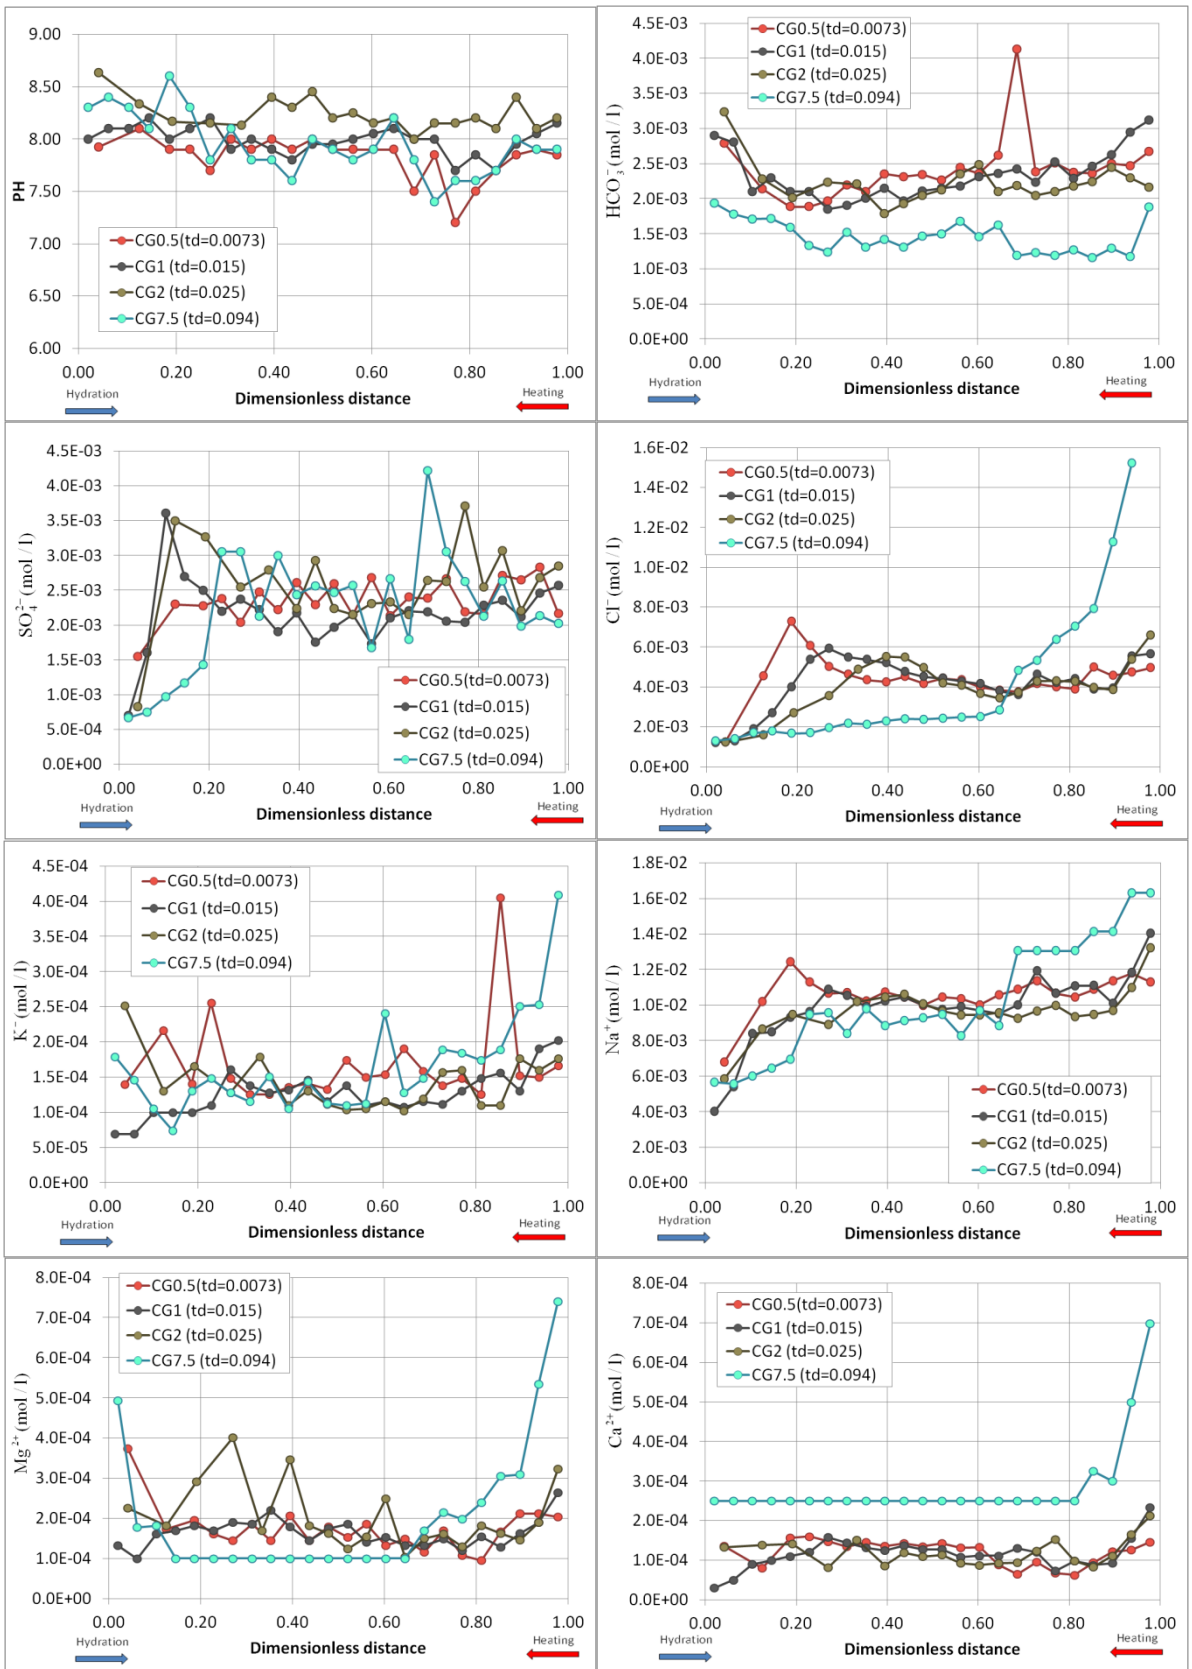 9.00
8.50
8.00
7.50
7.00
6.50
6.00
PH
CG0.5(td=0.0073)
CG1 (td=0.015)
CG2 (td=0.025)
CG7.5 (td=0.094)
0.00 0.20 0.40 0.60 0.80 1.00
Hydration
Dimensionless distance
Heating
4.5E-03
4.0E-03
3.5E-03
3.0E-03
2.5E-03
2.0E-03
1.5E-03
1.0E-03
5.0E-04
0.0E+00
HCO₃⁻ (mol / l)
CG0.5(td=0.0073)
CG1 (td=0.015)
CG2 (td=0.025)
CG7.5 (td=0.094)
0.00 0.20 0.40 0.60 0.80 1.00
Hydration
Dimensionless distance
Heating
4.5E-03
4.0E-03
3.5E-03
3.0E-03
2.5E-03
2.0E-03
1.5E-03
1.0E-03
5.0E-04
0.0E+00
SO₄²⁻ (mol / l)
CG0.5(td=0.0073)
CG1 (td=0.015)
CG2 (td=0.025)
CG7.5 (td=0.094)
0.00 0.20 0.40 0.60 0.80 1.00
Hydration
Dimensionless distance
Heating
1.6E-02
1.4E-02
1.2E-02
1.0E-02
8.0E-03
6.0E-03
4.0E-03
2.0E-03
0.0E+00
Cl⁻ (mol / l)
CG0.5(td=0.0073)
CG1 (td=0.015)
CG2 (td=0.025)
CG7.5 (td=0.094)
0.00 0.20 0.40 0.60 0.80 1.00
Hydration
Dimensionless distance
Heating
4.5E-04
4.0E-04
3.5E-04
3.0E-04
2.5E-04
2.0E-04
1.5E-04
1.0E-04
5.0E-05
0.0E+00
K⁻ (mol / l)
CG0.5(td=0.0073)
CG1 (td=0.015)
CG2 (td=0.025)
CG7.5 (td=0.094)
0.00 0.20 0.40 0.60 0.80 1.00
Hydration
Dimensionless distance
Heating
1.8E-02
1.6E-02
1.4E-02
1.2E-02
1.0E-02
8.0E-03
6.0E-03
4.0E-03
2.0E-03
0.0E+00
Na⁺ (mol / l)
CG0.5(td=0.0073)
CG1 (td=0.015)
CG2 (td=0.025)
CG7.5 (td=0.094)
0.00 0.20 0.40 0.60 0.80 1.00
Hydration
Dimensionless distance
Heating
8.0E-04
7.0E-04
6.0E-04
5.0E-04
4.0E-04
3.0E-04
2.0E-04
1.0E-04
0.0E+00
Mg²⁺ (mol / l)
CG0.5(td=0.0073)
CG1 (td=0.015)
CG2 (td=0.025)
CG7.5 (td=0.094)
0.00 0.20 0.40 0.60 0.80 1.00
Hydration
Dimensionless distance
Heating
8.0E-04
7.0E-04
6.0E-04
5.0E-04
4.0E-04
3.0E-04
2.0E-04
1.0E-04
0.0E+00
Ca²⁺ (mol / l)
CG0.5(td=0.0073)
CG1 (td=0.015)
CG2 (td=0.025)
CG7.5 (td=0.094)
0.00 0.20 0.40 0.60 0.80 1.00
Hydration
Dimensionless distance
Heating